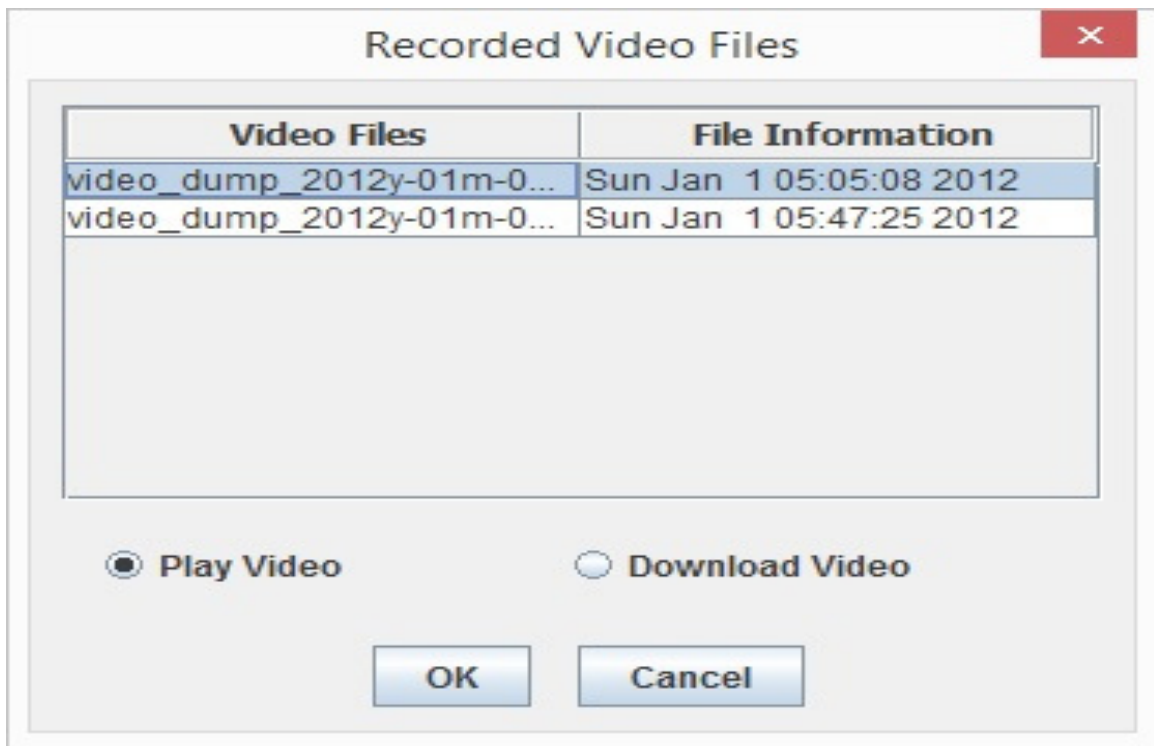 Recorded Video Files
Video Files File Information
video_dump_2012y-01m-0... Sun Jan 1 05:05:08 2012
video_dump_2012y-01m-0... Sun Jan 1 05:47:25 2012
Play Video Download Video
OK Cancel